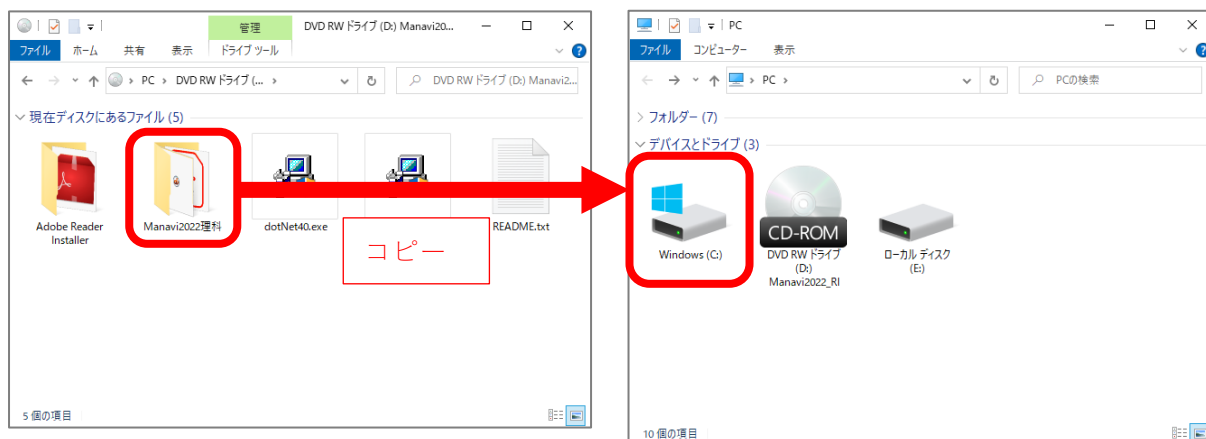 管理
DVD RW ドライブ (D:) Manavi20...
ファイル ホーム 共有 表示 ドライブ ツール
PC › DVD RW ドライブ (... ›
DVD RW ドライブ (D:) Manavi2...
現在ディスクにあるファイル (5)
Adobe Reader
Installer
Manavi2022理科
dotNet40.exe
README.txt
コピー
5 個の項目
PC
ファイル コンピューター 表示
PC ›
PCの検索
フォルダー (7)
デバイスとドライブ (3)
Windows (C:)
CD-ROM
DVD RW ドライブ
(D:)
Manavi2022_RI
ローカル ディスク
(E:)
10 個の項目